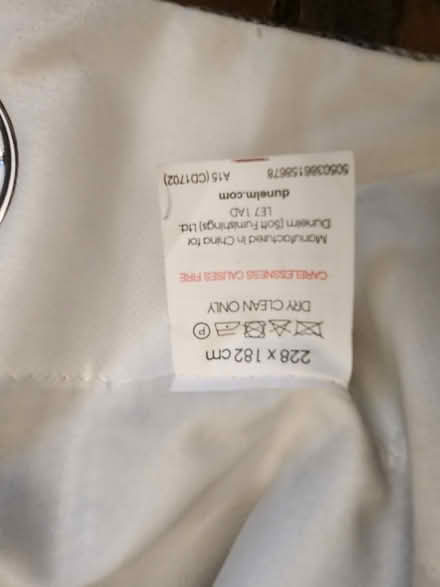 228 x 182 cm
P
DRY CLEAN ONLY
CARELESSNESS CAUSES FIRE
Manufactured in China for
Dunelm (Soft Furnishings) Ltd.
LE7 1AD
dunelm.com
5050386158678 A15 (CD1702)